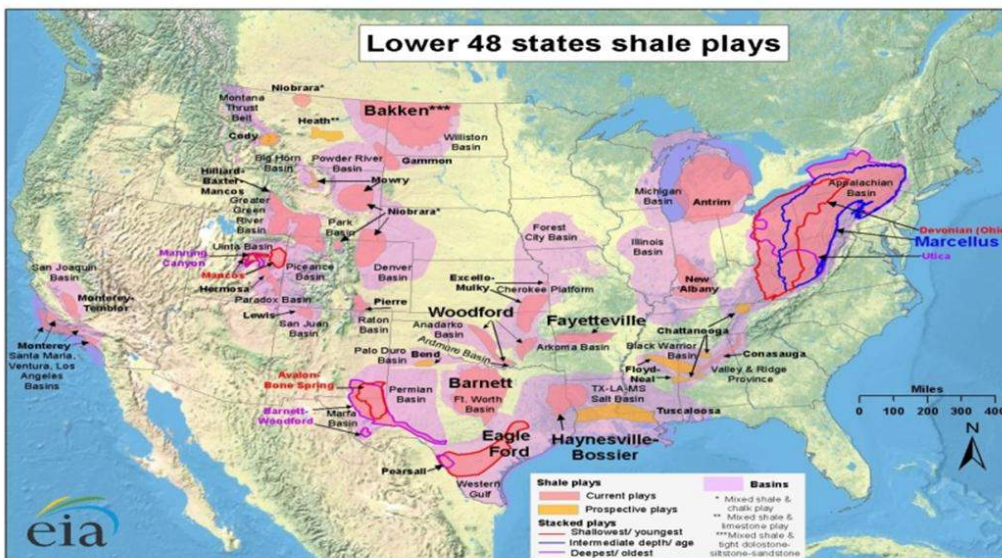 Lower 48 states shale plays
Niobrara*
Montana
Thrust
Belt
Bakken***
Heath**
Cody
Williston
Basin
Big Horn
Basin
Powder River
Basin
Gammon
Hilliard-
Baxter-
Mancos
Mowry
Greater
Green
River
Basin
Park
Basin
Niobrara*
Uinta Basin
Manning
Canyon
Mancos
Piceance
Basin
Denver
Basin
Hermosa
Paradox Basin
Lewis
San Juan
Basin
Pierre
Raton
Basin
San Joaquin
Basin
Monterey-
Temblor
Monterey
Santa Maria,
Ventura, Los
Angeles
Basins
Michigan
Basin
Antrim
Appalachian
Basin
Devonian (Ohio
Marcellus
Utica
Forest
City Basin
Illinois
Basin
Excello-
Mulky
Cherokee Platform
New
Albany
Woodford
Fayetteville
Anadarko
Basin
Ardmore Basin
Arkoma Basin
Chattanooga
Black Warrior
Basin
Conasauga
Valley & Ridge
Province
Floyd-
Neal
Palo Duro
Basin
Bend
Avalon-
Bone Spring
Permian
Basin
Barnett
Ft. Worth
Basin
TX-LA-MS
Salt Basin
Tuscaloosa
Barnett-
Woodford
Marfa
Basin
Eagle
Ford
Haynesville-
Bossier
Pearsall
Western
Gulf
Miles
0 100 200 300 400
N
Shale plays
Current plays
Prospective plays
Stacked plays
Shallowest/ youngest
Intermediate depth/ age
Deepest/ oldest
Basins
* Mixed shale &
chalk play
** Mixed shale &
limestone play
***Mixed shale &
tight dolostone-
siltstone-sandstone
eia